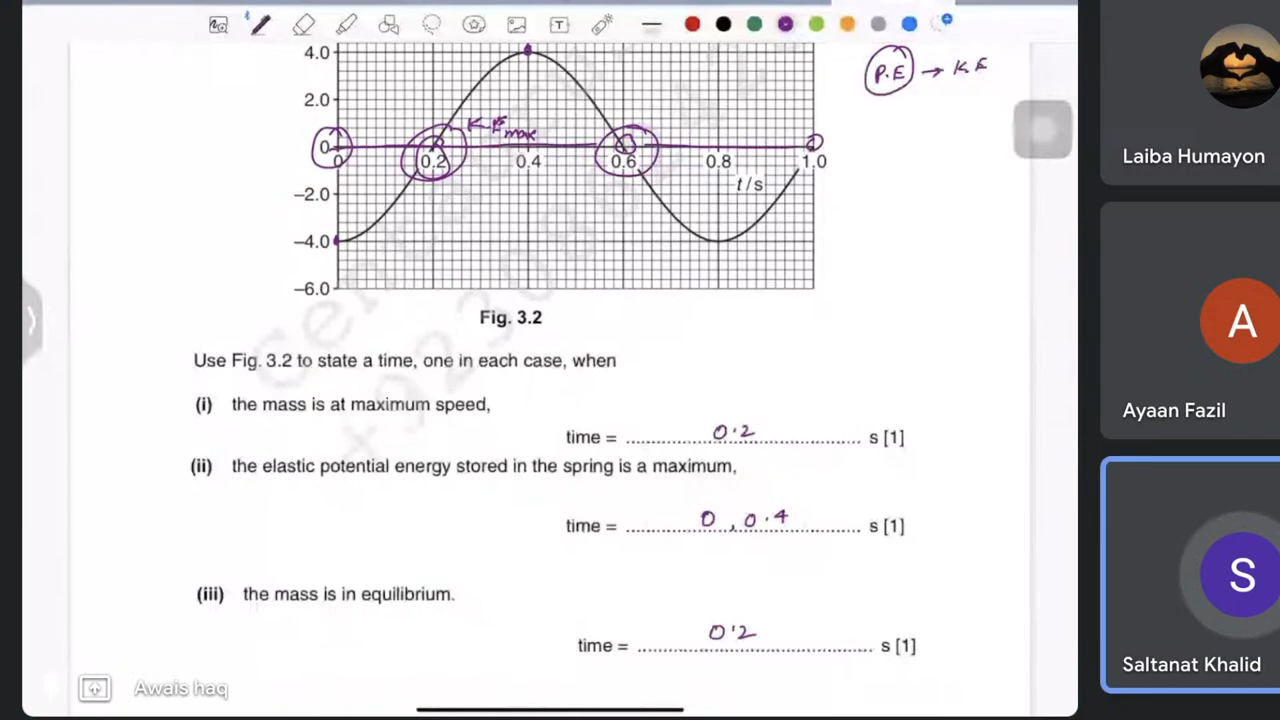 4.0
P.E → K E
2.0
K.E max
0
0 0.2 0.4 0.6 0.8 1.0
t / s
−2.0
−4.0
−6.0
Fig. 3.2
Use Fig. 3.2 to state a time, one in each case, when
(i) the mass is at maximum speed,
time = 0.2 s [1]
(ii) the elastic potential energy stored in the spring is a maximum,
time = 0 , 0.4 s [1]
(iii) the mass is in equilibrium.
time = 0.2 s [1]
Awais haq
Laiba Humayon
A
Ayaan Fazil
S
Saltanat Khalid
T